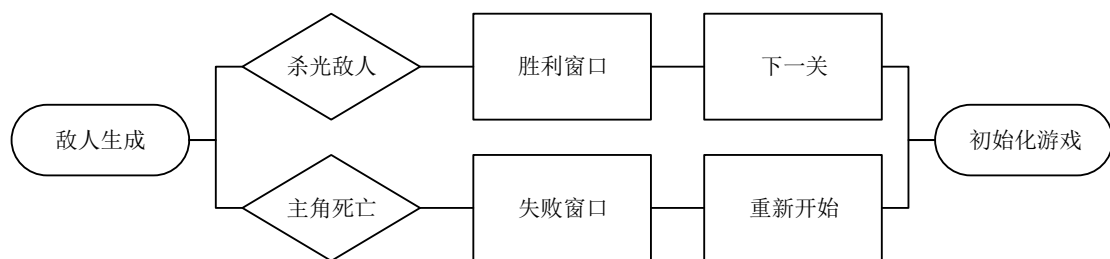 杀光敌人
胜利窗口
下一关
敌人生成
初始化游戏
主角死亡
失败窗口
重新开始